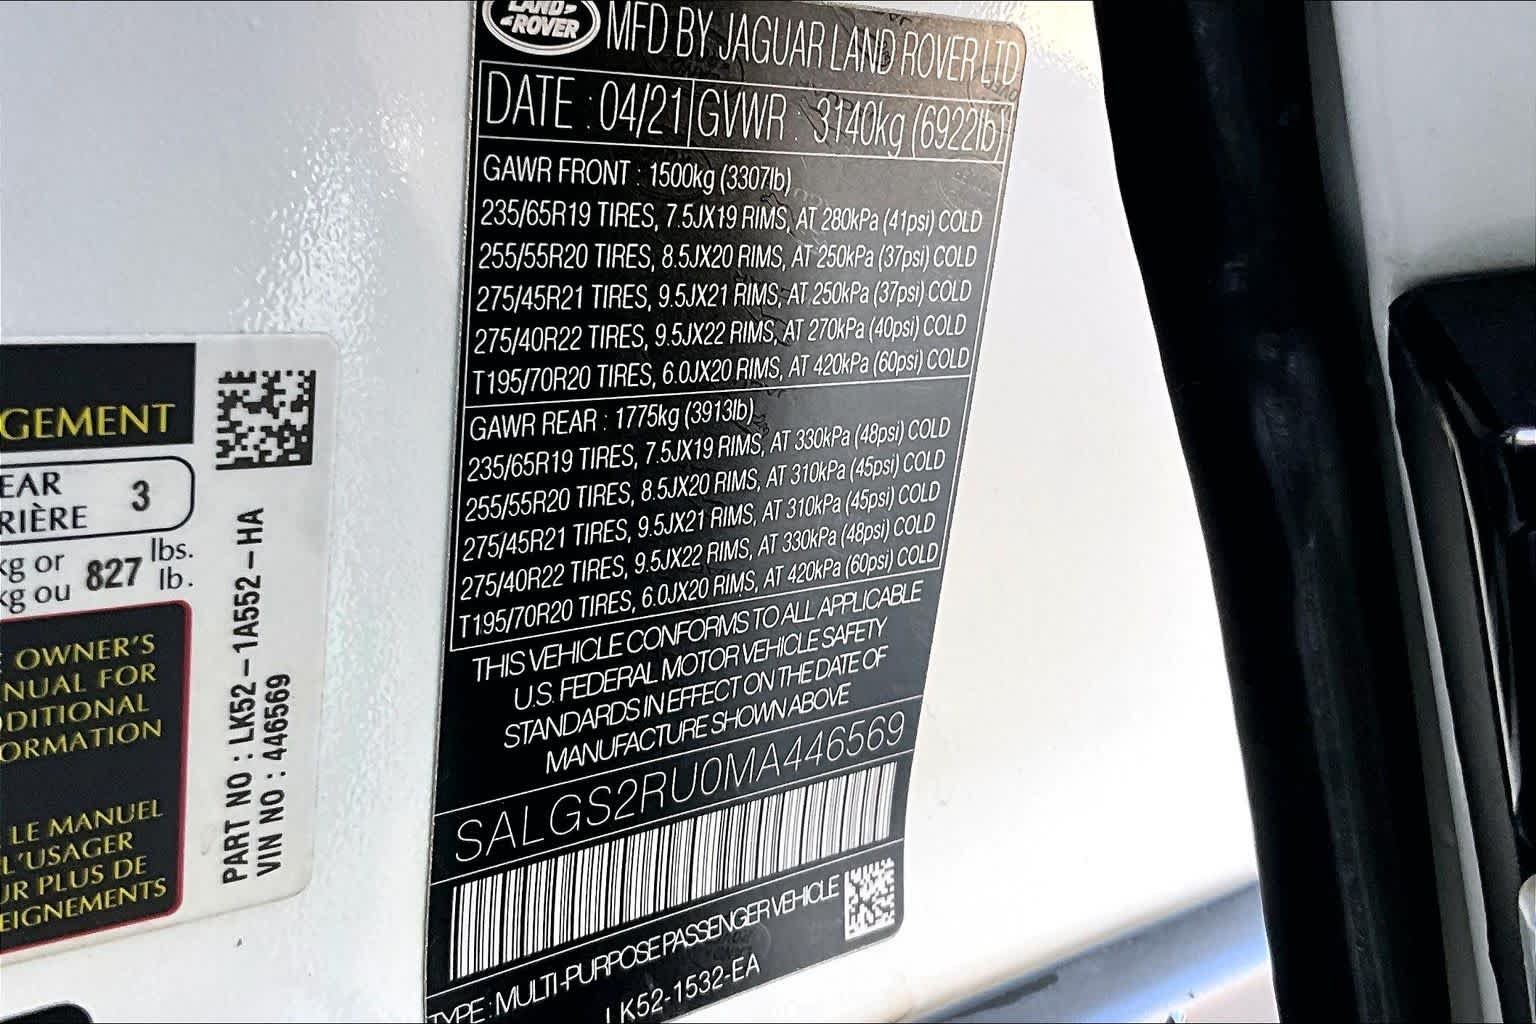 LAND-
-ROVER
MFD BY JAGUAR LAND ROVER LTD
DATE : 04/21 GVWR : 3140kg (6922lb)
GAWR FRONT : 1500kg (3307lb)
235/65R19 TIRES, 7.5JX19 RIMS, AT 280kPa (41psi) COLD
255/55R20 TIRES, 8.5JX20 RIMS, AT 250kPa (37psi) COLD
275/45R21 TIRES, 9.5JX21 RIMS, AT 250kPa (37psi) COLD
275/40R22 TIRES, 9.5JX22 RIMS, AT 270kPa (40psi) COLD
T195/70R20 TIRES, 6.0JX20 RIMS, AT 420kPa (60psi) COLD
GAWR REAR : 1775kg (3913lb)
235/65R19 TIRES, 7.5JX19 RIMS, AT 330kPa (48psi) COLD
255/55R20 TIRES, 8.5JX20 RIMS, AT 310kPa (45psi) COLD
275/45R21 TIRES, 9.5JX21 RIMS, AT 310kPa (45psi) COLD
275/40R22 TIRES, 9.5JX22 RIMS, AT 330kPa (48psi) COLD
T195/70R20 TIRES, 6.0JX20 RIMS, AT 420kPa (60psi) COLD
THIS VEHICLE CONFORMS TO ALL APPLICABLE
U.S. FEDERAL MOTOR VEHICLE SAFETY
STANDARDS IN EFFECT ON THE DATE OF
MANUFACTURE SHOWN ABOVE
SALGS2RU0MA446569
TYPE : MULTI-PURPOSE PASSENGER VEHICLE
LK52-1532-EA
GEMENT
EAR 3
RIÈRE
kg or 827 lbs.
kg ou lb.
OWNER'S
NUAL FOR
DDITIONAL
ORMATION
LE MANUEL
L'USAGER
UR PLUS DE
EIGNEMENTS
PART NO : LK52-1A552-HA
VIN NO : 446569